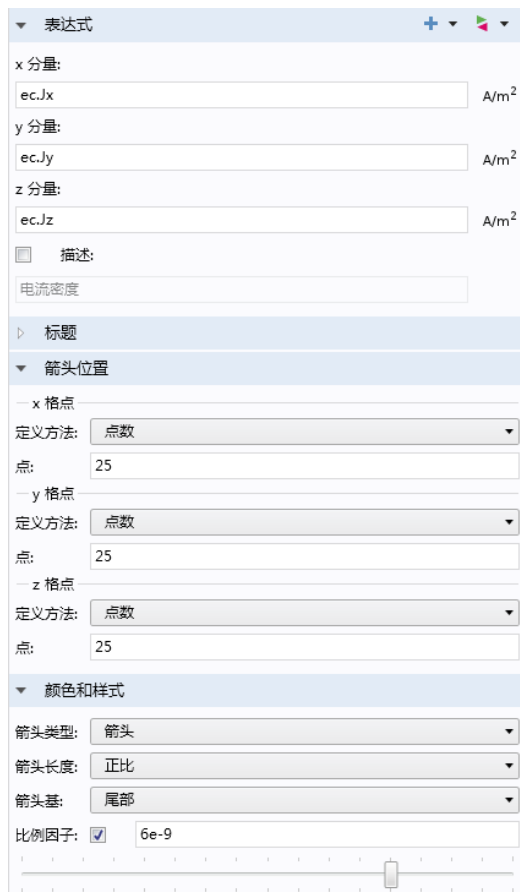 表达式
x 分量:
ec.Jx A/m²
y 分量:
ec.Jy A/m²
z 分量:
ec.Jz A/m²
描述:
电流密度
标题
箭头位置
x 格点
定义方法: 点数
点: 25
y 格点
定义方法: 点数
点: 25
z 格点
定义方法: 点数
点: 25
颜色和样式
箭头类型: 箭头
箭头长度: 正比
箭头基: 尾部
比例因子: 6e-9